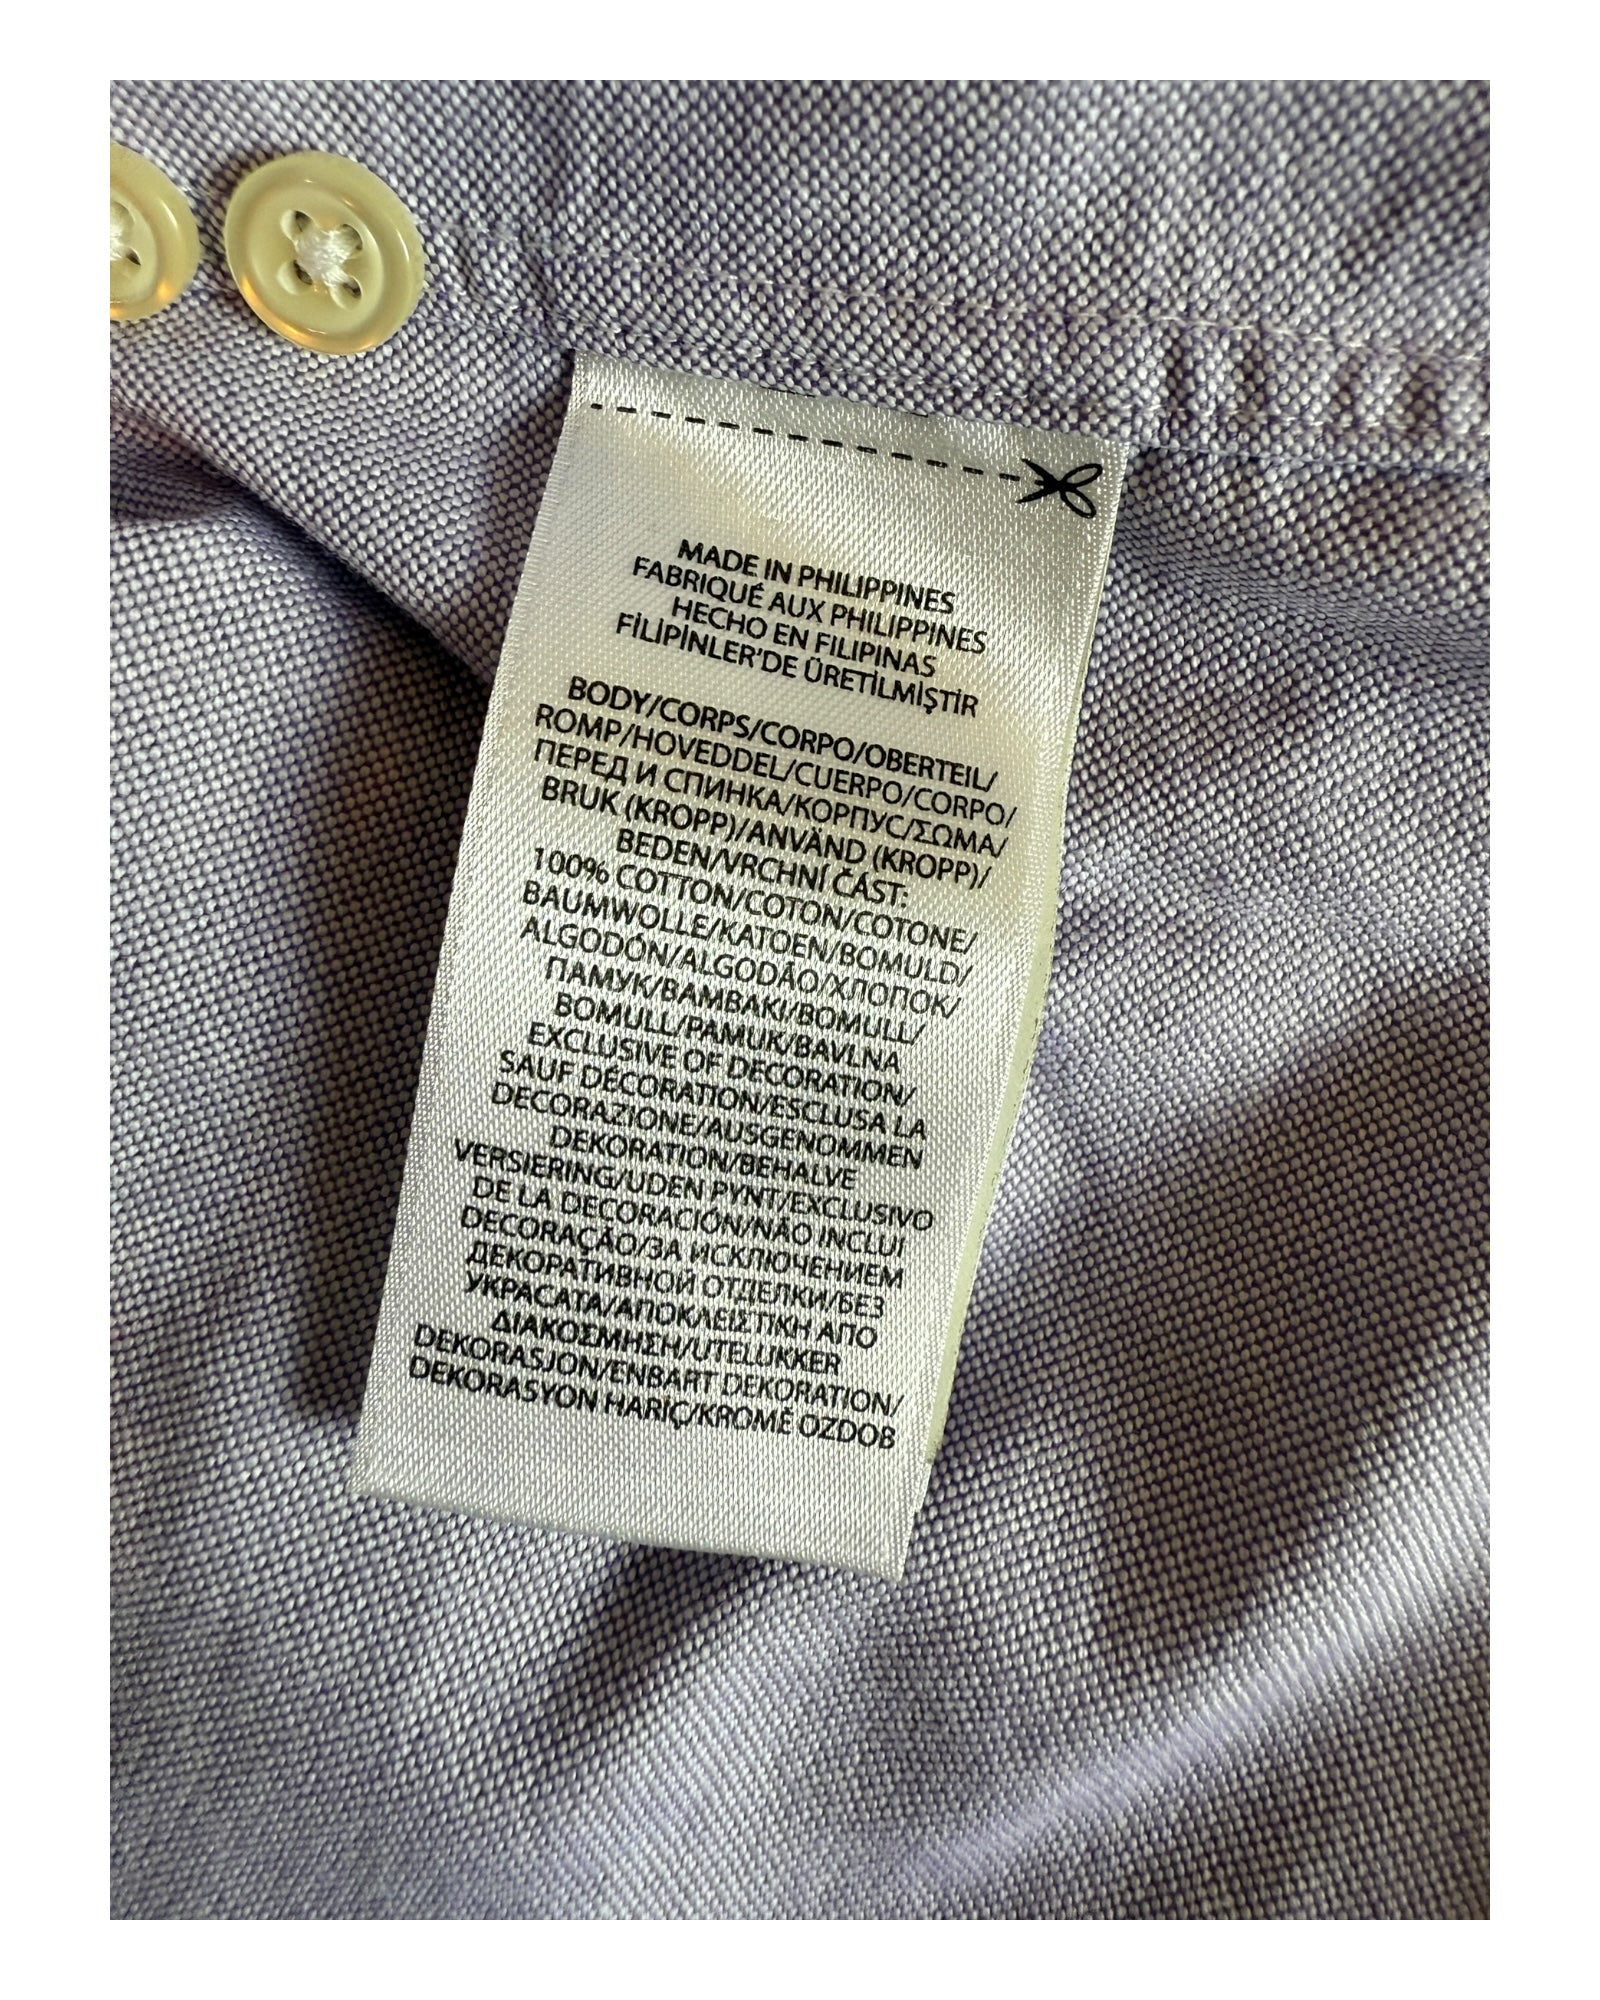 MADE IN PHILIPPINES
FABRIQUÉ AUX PHILIPPINES
HECHO EN FILIPINAS
FİLİPİNLER'DE ÜRETİLMİŞTİR
BODY/CORPS/CORPO/OBERTEIL/
ROMP/HOVEDDEL/CUERPO/CORPO/
ПЕРЕД И СПИНКА/КОРПУС/ΣΩΜΑ/
BRUK (KROPP)/ANVÄND (KROPP)/
BEDEN/VRCHNÍ ČÁST:
100% COTTON/COTON/COTONE/
BAUMWOLLE/KATOEN/BOMULD/
ALGODÓN/ALGODÃO/ХЛОПОК/
ПАМУК/ΒΑΜΒΑΚΙ/BOMULL/
BOMULL/PAMUK/BAVLNA
EXCLUSIVE OF DECORATION/
SAUF DÉCORATION/ESCLUSA LA
DECORAZIONE/AUSGENOMMEN
DEKORATION/BEHALVE
VERSIERING/UDEN PYNT/EXCLUSIVO
DE LA DECORACIÓN/NÃO INCLUI
DECORAÇÃO/ЗА ИСКЛЮЧЕНИЕМ
ДЕКОРАТИВНОЙ ОТДЕЛКИ/БЕЗ
УКРАСАТА/ΑΠΟΚΛΕΙΣΤΙΚΗ ΑΠΟ
ΔΙΑΚΟΣΜΗΣΗ/UTELUKKER
DEKORASJON/ENBART DEKORATION/
DEKORASYON HARIÇ/KROMĚ OZDOB